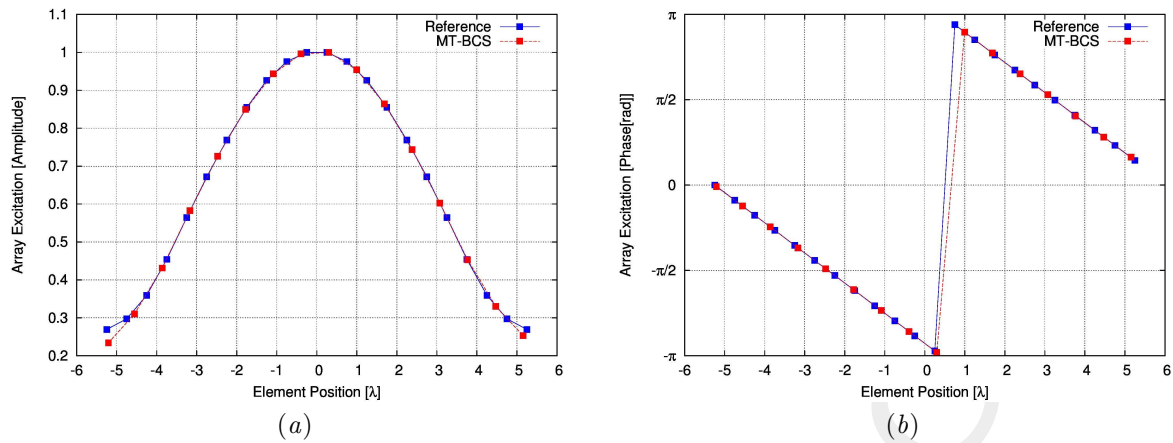 1.1
1
0.9
0.8
0.7
0.6
0.5
0.4
0.3
0.2
-6 -5 -4 -3 -2 -1 0 1 2 3 4 5 6
Array Excitation [Amplitude]
Element Position [λ]
Reference
MT-BCS
(a)
π
π/2
0
-π/2
-π
-6 -5 -4 -3 -2 -1 0 1 2 3 4 5 6
Array Excitation [Phase[rad]]
Element Position [λ]
Reference
MT-BCS
(b)